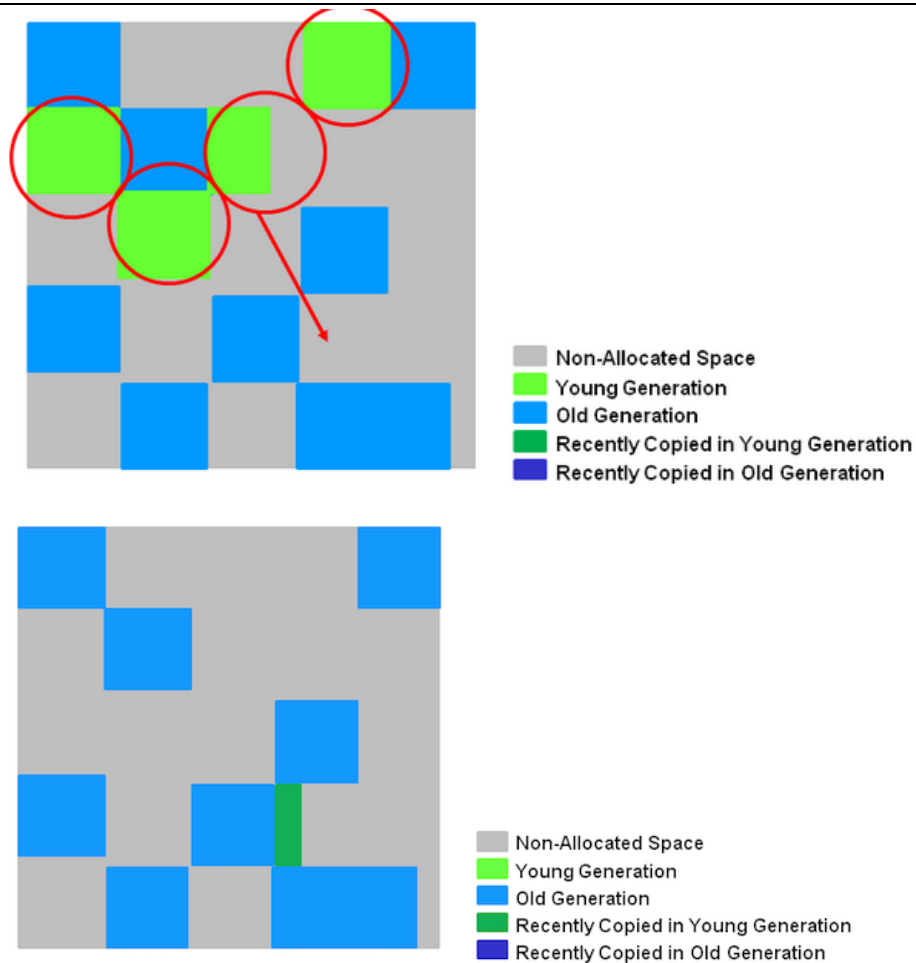 Non-Allocated Space
Young Generation
Old Generation
Recently Copied in Young Generation
Recently Copied in Old Generation
Non-Allocated Space
Young Generation
Old Generation
Recently Copied in Young Generation
Recently Copied in Old Generation